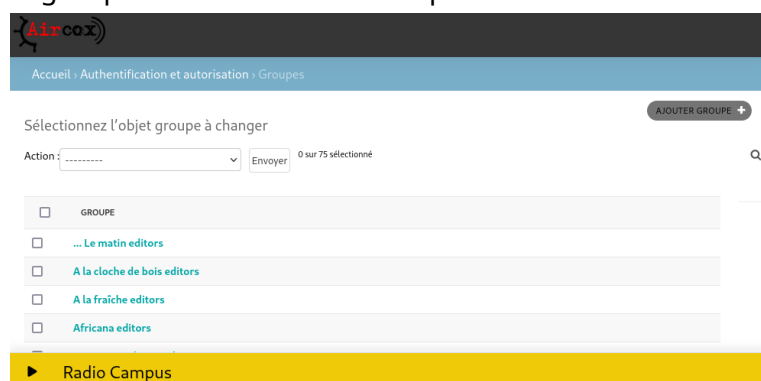 Aircox
Accueil › Authentification et autorisation › Groupes
AJOUTER GROUPE +
Sélectionnez l'objet groupe à changer
Action : --------- Envoyer 0 sur 75 sélectionné
GROUPE
... Le matin editors
A la cloche de bois editors
A la fraîche editors
Africana editors
Radio Campus